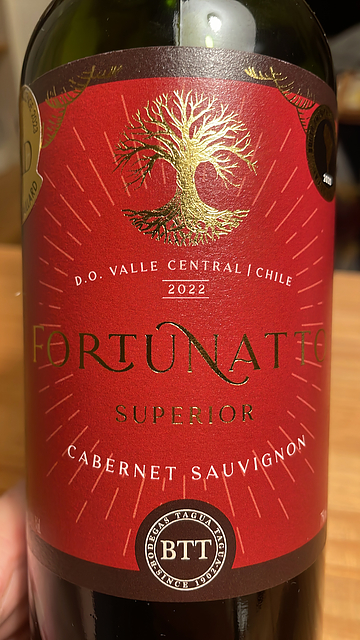 D.O. VALLE CENTRAL | CHILE
2022
FORTUNATTO
SUPERIOR
CABERNET SAUVIGNON
BODEGAS TAGUA TAGUA
BTT
SINCE 1902